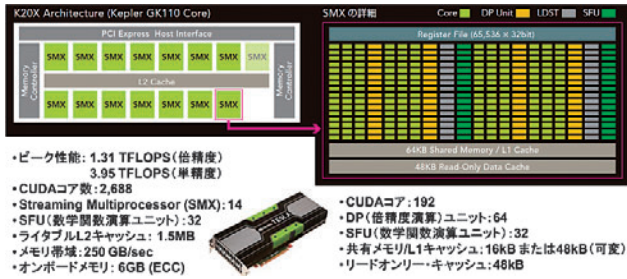 K20X Architecture (Kepler GK110 Core)
PCI Express Host Interface
Memory Controller
SMX SMX SMX SMX SMX SMX SMX SMX
L2 Cache
SMX SMX SMX SMX SMX SMX SMX
Memory Controller
SMXの詳細
Core DP Unit LDST SFU
Register File (65,536 × 32bit)
64KB Shared Memory / L1 Cache
48KB Read-Only Data Cache
・ピーク性能: 1.31 TFLOPS(倍精度)
3.95 TFLOPS(単精度)
・CUDAコア数: 2,688
・Streaming Multiprocessor (SMX): 14
・SFU(数学関数演算ユニット): 32
・ライタブルL2キャッシュ: 1.5MB
・メモリ帯域: 250 GB/sec
・オンボードメモリ: 6GB (ECC)
TESLA
・CUDAコア: 192
・DP(倍精度演算)ユニット: 64
・SFU(数学関数演算ユニット): 32
・共有メモリ/L1キャッシュ: 16kB または48kB(可変)
・リードオンリー・キャッシュ: 48kB